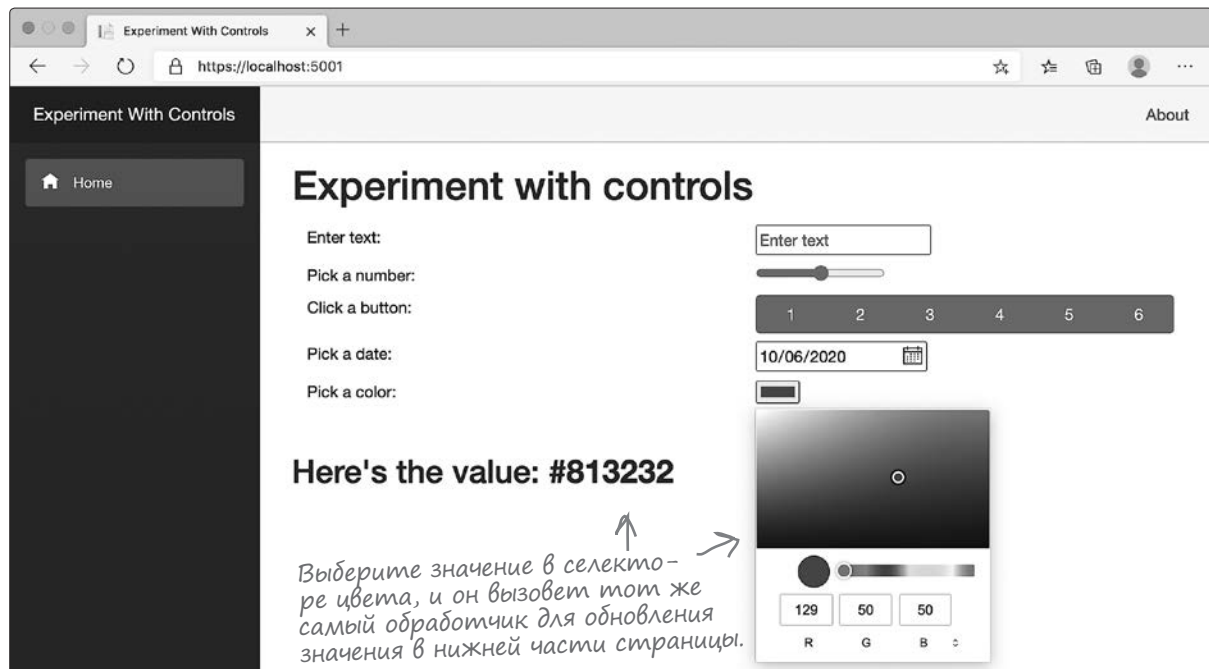 Experiment With Controls
https://localhost:5001
Experiment With Controls
About
Home
Experiment with controls
Enter text:
Enter text
Pick a number:
Click a button:
1 2 3 4 5 6
Pick a date:
10/06/2020
Pick a color:
Here's the value: #813232
Выберите значение в селекто-
ре цвета, и он вызовет тот же
самый обработчик для обновления
значения в нижней части страницы.
129 50 50
R G B